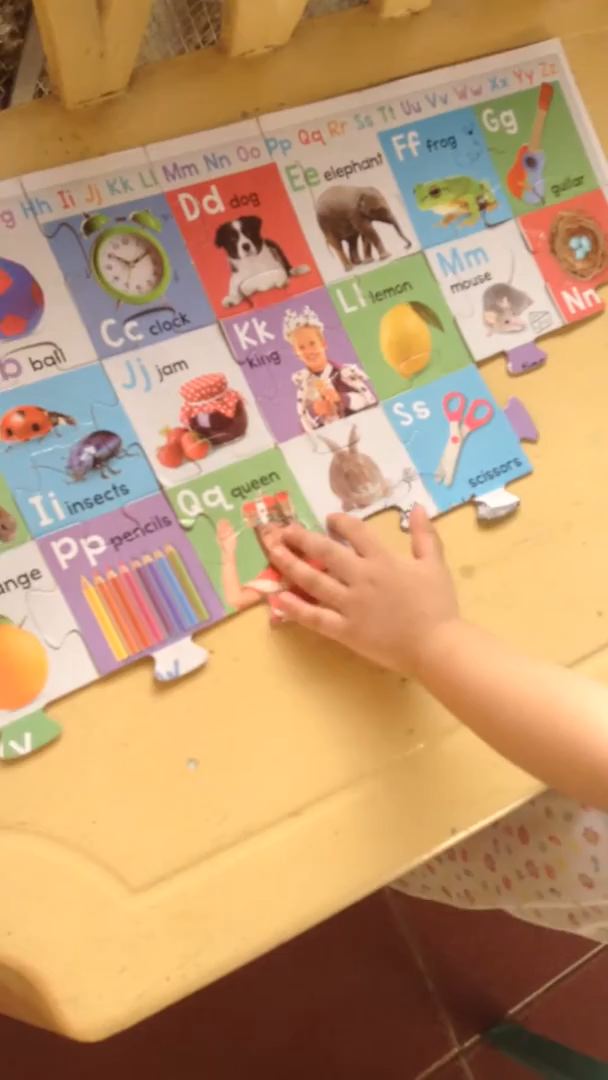 g Hh Ii Jj Kk Ll Mm Nn Oo Pp Qq Rr Ss Tt Uu Vv Ww Xx Yy Zz
b ball
Cc clock
Dd dog
Ee elephant
Ff frog
Gg guitar
Ii insects
Jj jam
Kk king
Ll lemon
Mm mouse
Nn
ange
Pp pencils
Qq queen
Ss scissors
V
W